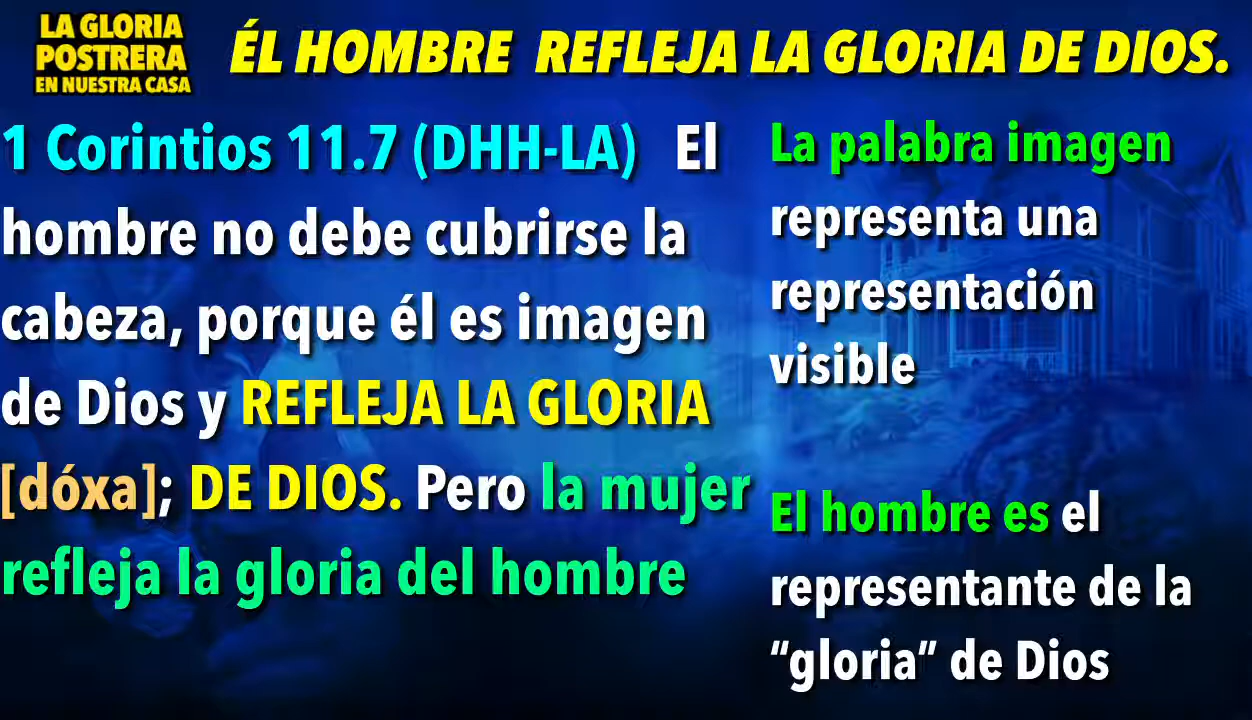 LA GLORIA
POSTRERA
EN NUESTRA CASA
ÉL HOMBRE REFLEJA LA GLORIA DE DIOS.
1 Corintios 11.7 (DHH-LA) El
hombre no debe cubrirse la
cabeza, porque él es imagen
de Dios y REFLEJA LA GLORIA
[dóxa]; DE DIOS. Pero la mujer
refleja la gloria del hombre
La palabra imagen
representa una
representación
visible
El hombre es el
representante de la
“gloria” de Dios